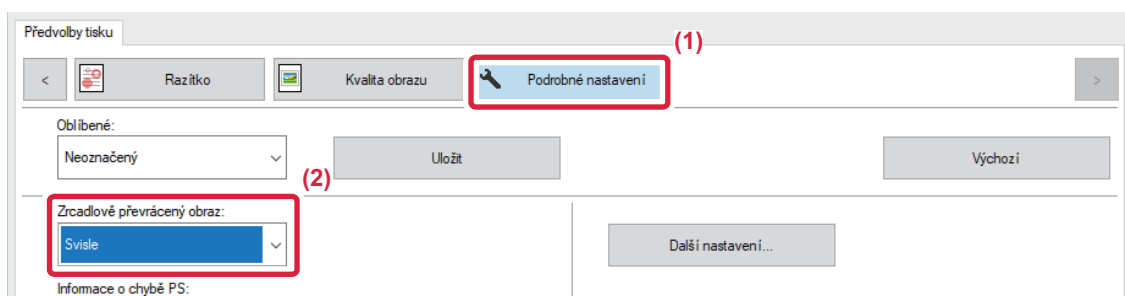 Předvolby tisku
(1)
<
Razítko
Kvalita obrazu
Podrobné nastavení
>
Oblíbené:
Neoznačený
Uložit
Výchozí
(2)
Zrcadlově převrácený obraz:
Svisle
Další nastavení...
Informace o chybě PS: